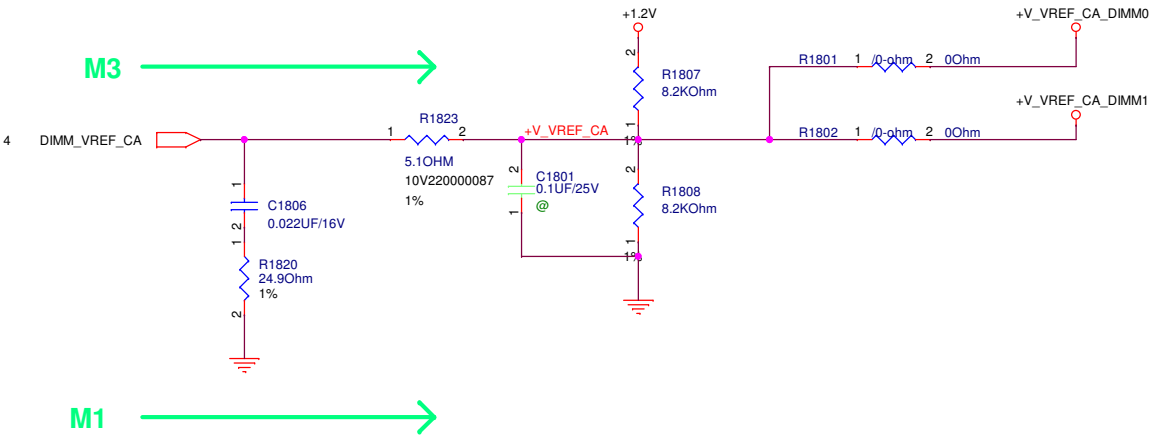 +1.2V
+V_VREF_CA_DIMM0
M3
R1801 1 /0-ohm 2 0Ohm
2
R1807
8.2KOhm
1
1%
+V_VREF_CA_DIMM1
R1802 1 /0-ohm 2 0Ohm
4 DIMM_VREF_CA
1 R1823 2
5.1OHM
10V220000087
1%
+V_VREF_CA
2
C1801
0.1UF/25V
@
1
2
R1808
8.2KOhm
1
1%
1
C1806
0.022UF/16V
2
1
R1820
24.9Ohm
1%
2
M1